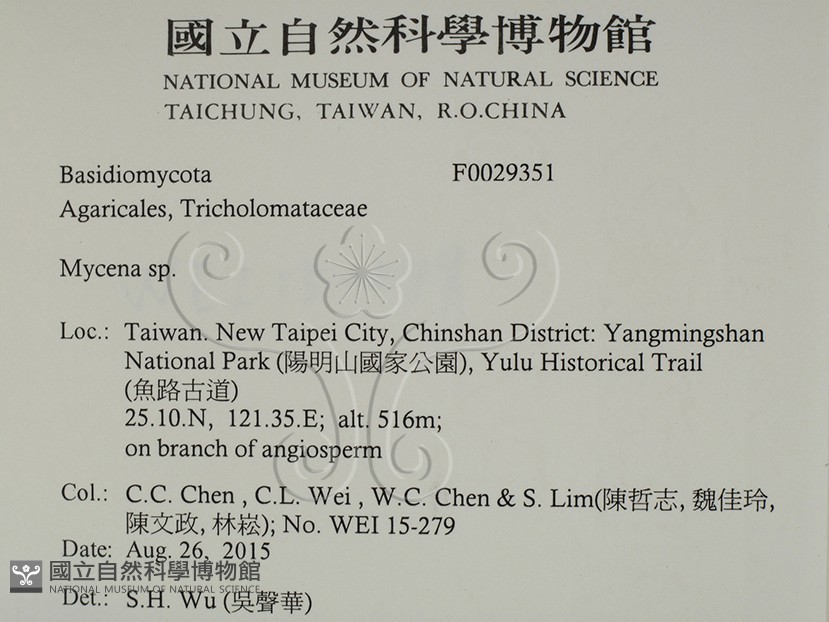 國立自然科學博物館
NATIONAL MUSEUM OF NATURAL SCIENCE
TAICHUNG, TAIWAN, R.O.CHINA
Basidiomycota F0029351
Agaricales, Tricholomataceae
Mycena sp.
Loc.: Taiwan. New Taipei City, Chinshan District: Yangmingshan
National Park (陽明山國家公園), Yulu Historical Trail
(魚路古道)
25.10.N, 121.35.E; alt. 516m;
on branch of angiosperm
Col.: C.C. Chen , C.L. Wei , W.C. Chen & S. Lim(陳哲志, 魏佳玲,
陳文政, 林崧); No. WEI 15-279
Date: Aug. 26, 2015
國立自然科學博物館
NATIONAL MUSEUM OF NATURAL SCIENCE
Det.: S.H. Wu (吳聲華)